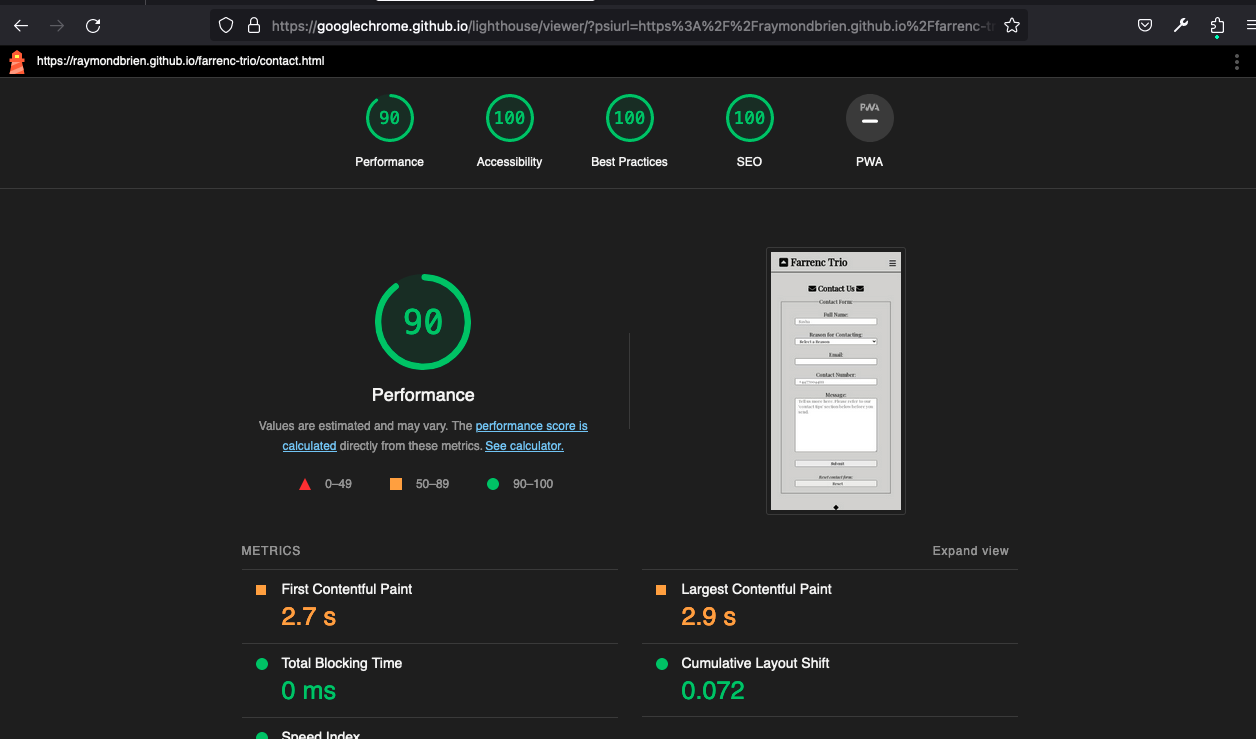 https://googlechrome.github.io/lighthouse/viewer/?psiurl=https%3A%2F%2Fraymondbrien.github.io%2Ffarrenc-t
https://raymondbrien.github.io/farrenc-trio/contact.html
90 100 100 100 PWA
Performance Accessibility Best Practices SEO PWA
90
Performance
Values are estimated and may vary. The performance score is
calculated directly from these metrics. See calculator.
0–49 50–89 90–100
Farrenc Trio
Contact Us
Contact Form:
Full Name:
Reason for Contacting:
Select a Reason
Email:
Contact Number:
Message:
Submit
Reset contact form:
Reset
METRICS Expand view
First Contentful Paint
2.7 s
Largest Contentful Paint
2.9 s
Total Blocking Time
0 ms
Cumulative Layout Shift
0.072
Speed Index